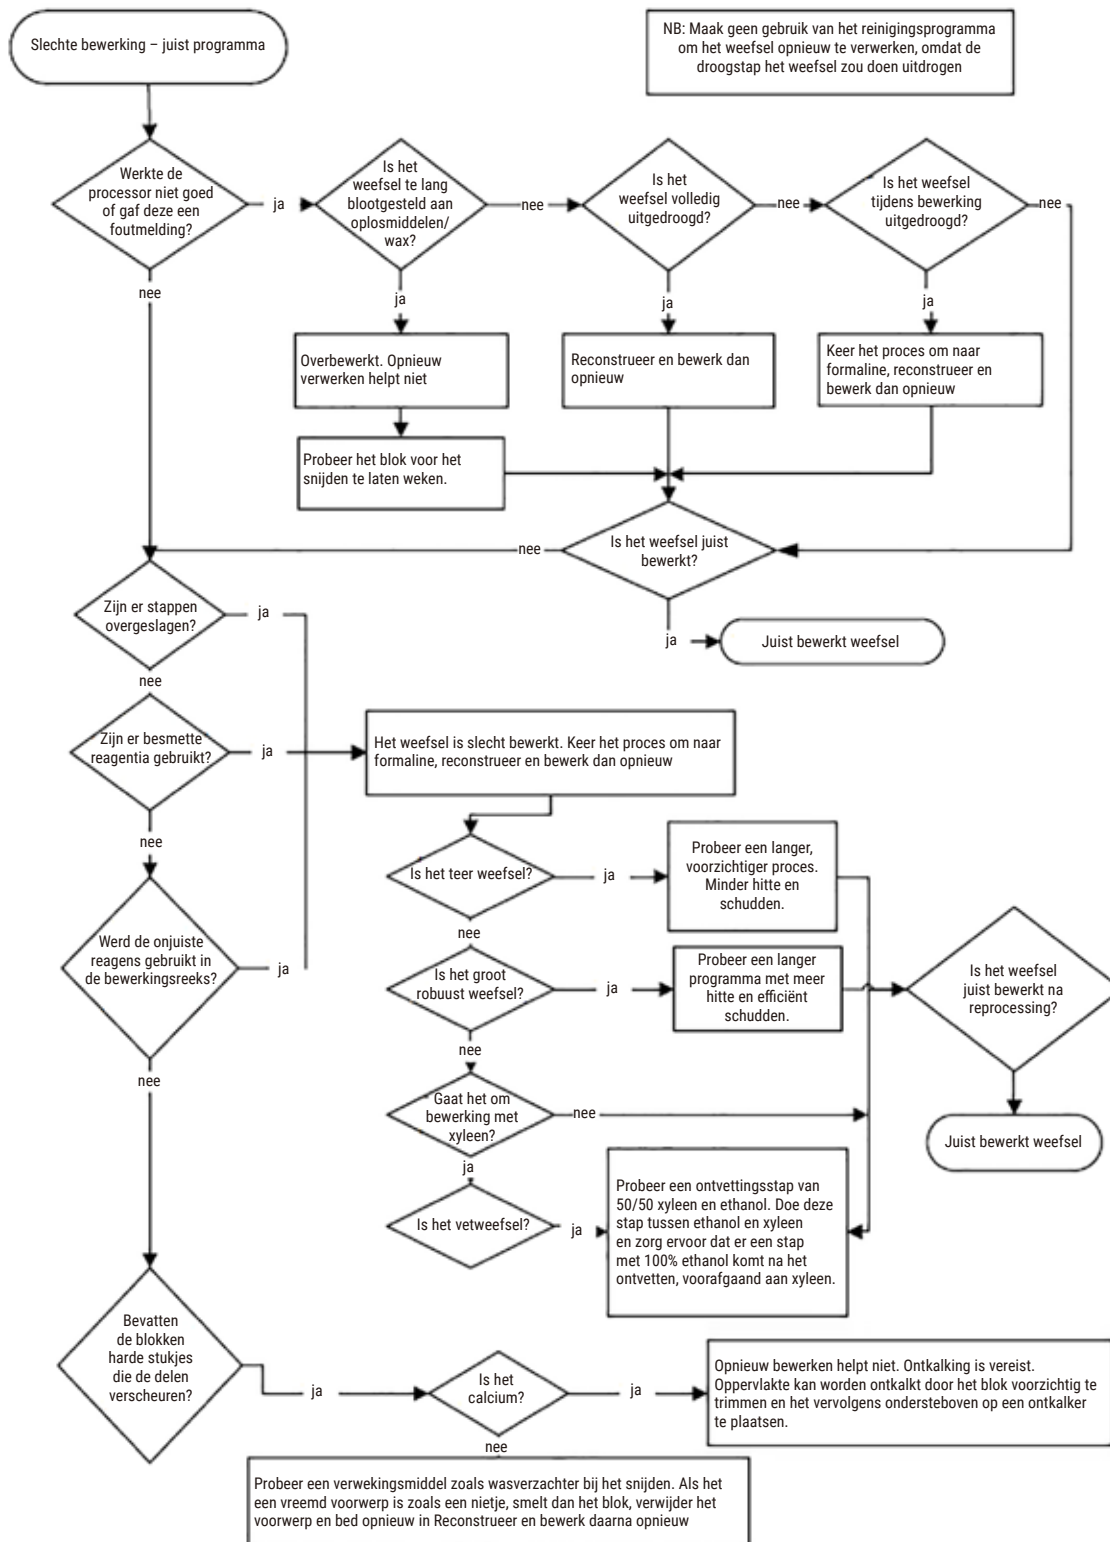 Slechte bewerking – juist programma
NB: Maak geen gebruik van het reinigingsprogramma
om het weefsel opnieuw te verwerken, omdat de
droogstap het weefsel zou doen uitdrogen
Werkte de
processor niet goed
of gaf deze een
foutmelding?
ja
Is het
weefsel te lang
blootgesteld aan
oplosmiddelen/
wax?
nee
Is het
weefsel volledig
uitgedroogd?
nee
Is het weefsel
tijdens bewerking
uitgedroogd?
nee
nee
ja
ja
ja
Overbewerkt. Opnieuw
verwerken helpt niet
Reconstrueer en bewerk dan
opnieuw
Keer het proces om naar
formaline, reconstrueer en
bewerk dan opnieuw
Probeer het blok voor het
snijden te laten weken.
Is het weefsel juist
bewerkt?
nee
ja
Juist bewerkt weefsel
Zijn er stappen
overgeslagen?
ja
nee
Zijn er besmette
reagentia gebruikt?
ja
Het weefsel is slecht bewerkt. Keer het proces om naar
formaline, reconstrueer en bewerk dan opnieuw
nee
Werd de onjuiste
reagens gebruikt in
de bewerkingsreeks?
ja
nee
Is het teer weefsel?
ja
Probeer een langer,
voorzichtiger proces.
Minder hitte en
schudden.
nee
Is het groot
robuust weefsel?
ja
Probeer een langer
programma met meer
hitte en efficiënt
schudden.
Is het weefsel
juist bewerkt na
reprocessing?
nee
Gaat het om
bewerking met
xyleen?
nee
Juist bewerkt weefsel
ja
Is het vetweefsel?
ja
Probeer een ontvettingsstap van
50/50 xyleen en ethanol. Doe deze
stap tussen ethanol en xyleen
en zorg ervoor dat er een stap
met 100% ethanol komt na het
ontvetten, voorafgaand aan xyleen.
Bevatten
de blokken
harde stukjes
die de delen
verscheuren?
ja
Is het
calcium?
ja
Opnieuw bewerken helpt niet. Ontkalking is vereist.
Oppervlakte kan worden ontkalkt door het blok voorzichtig te
trimmen en het vervolgens ondersteboven op een ontkalker
te plaatsen.
nee
Probeer een verwekingsmiddel zoals wasverzachter bij het snijden. Als het
een vreemd voorwerp is zoals een nietje, smelt dan het blok, verwijder het
voorwerp en bed opnieuw in Reconstrueer en bewerk daarna opnieuw